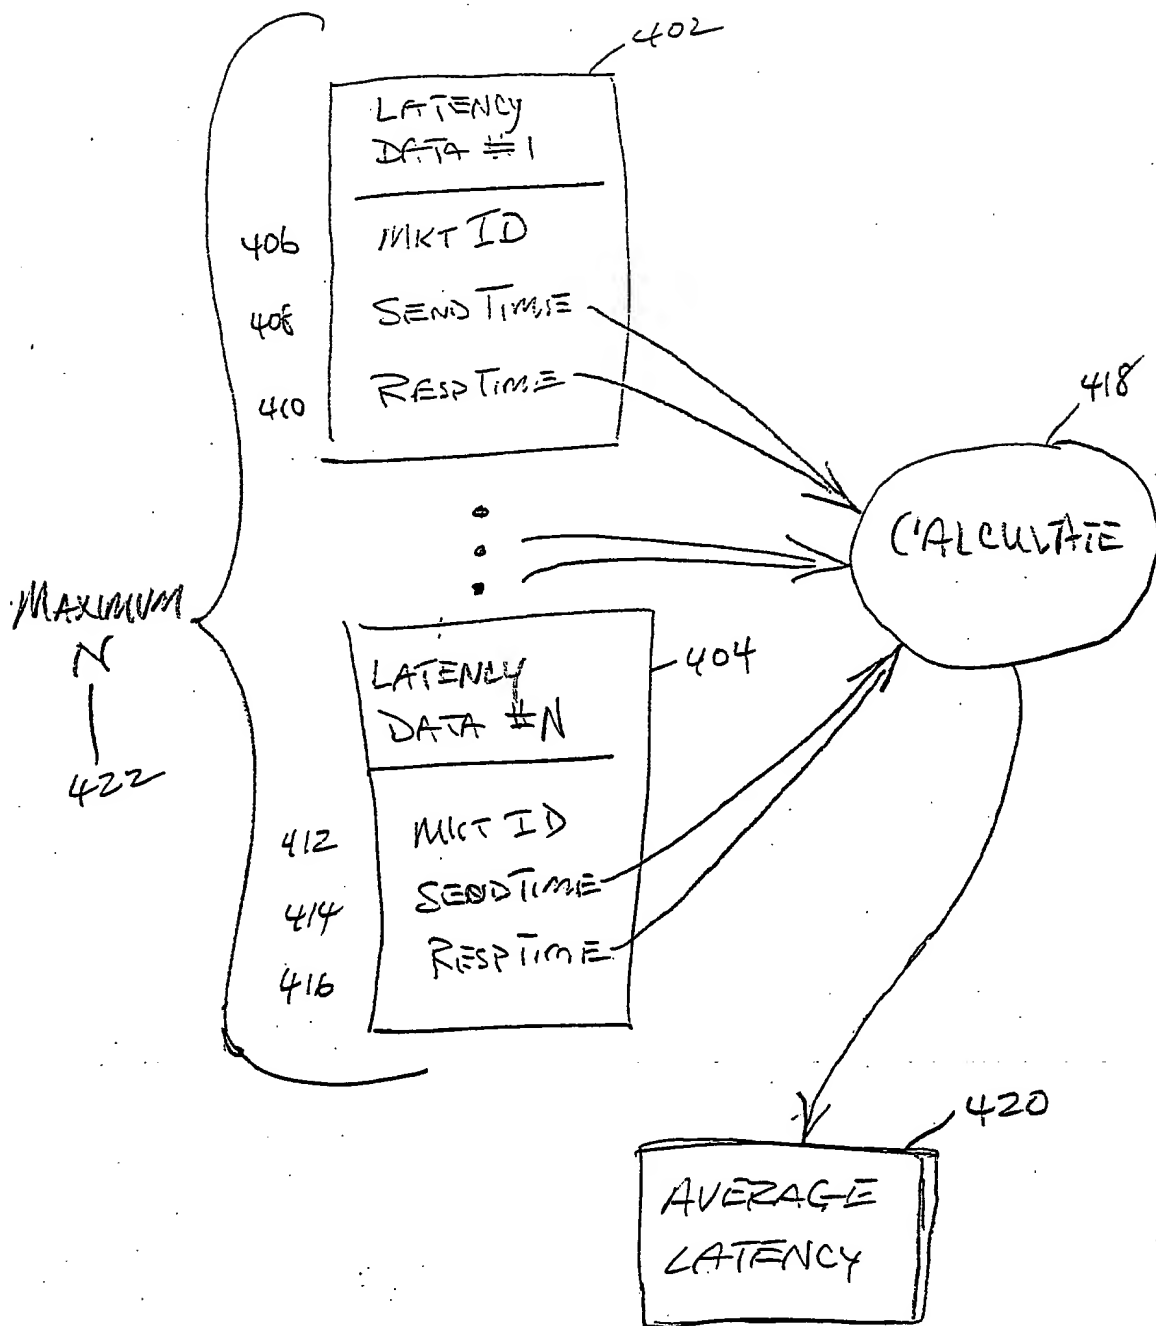 402
LATENCY
DATA #1
406 MKT ID
408 SEND TIME
410 RESP TIME
418
CALCULATE
MAXIMUM
N
422
404
LATENCY
DATA #N
412 MKT ID
414 SEND TIME
416 RESP TIME
420
AVERAGE
LATENCY